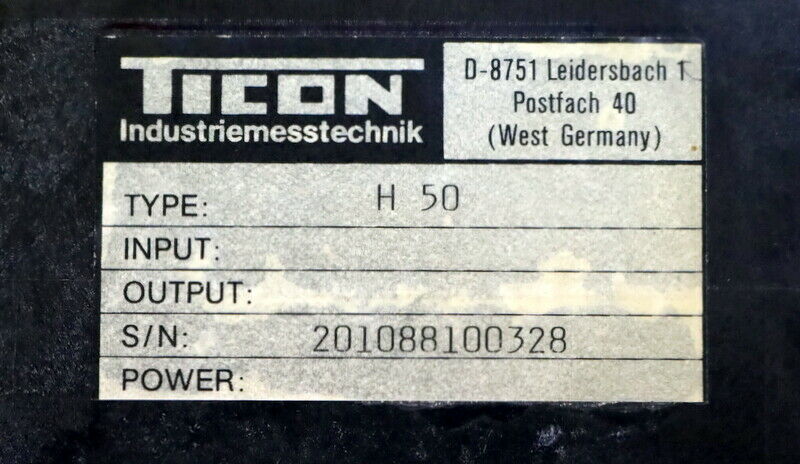 TICON
Industriemesstechnik
D-8751 Leidersbach 1
Postfach 40
(West Germany)
TYPE: H 50
INPUT:
OUTPUT:
S/N: 201088100328
POWER: